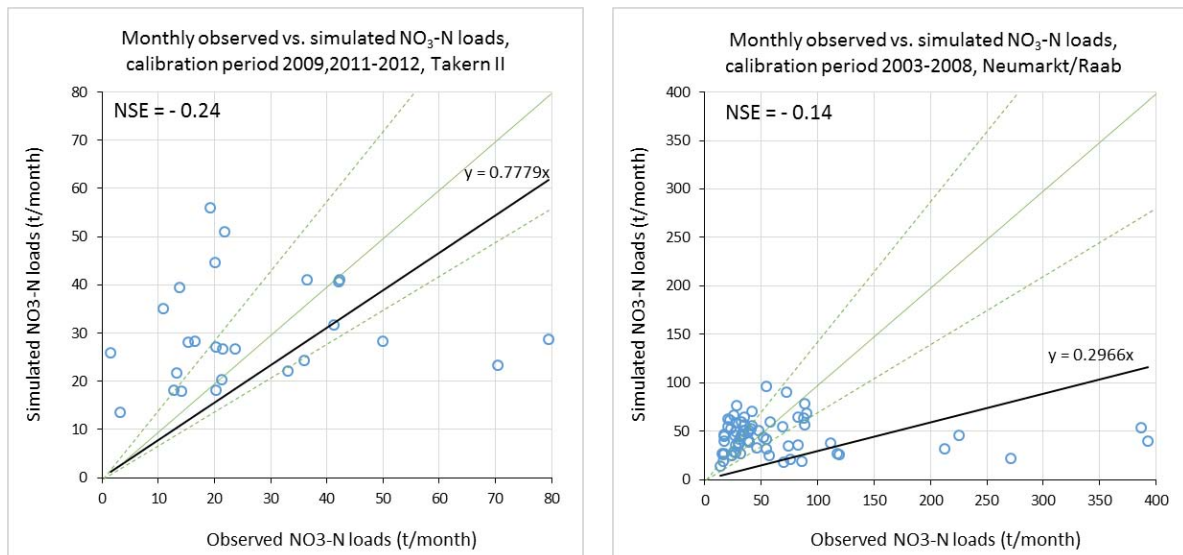 Monthly observed vs. simulated NO₃-N loads,
calibration period 2009,2011-2012, Takern II
NSE = - 0.24
y = 0.7779x
80
70
60
50
40
30
20
10
0
0 10 20 30 40 50 60 70 80
Simulated NO3-N loads (t/month)
Observed NO3-N loads (t/month)
Monthly observed vs. simulated NO₃-N loads,
calibration period 2003-2008, Neumarkt/Raab
NSE = - 0.14
y = 0.2966x
400
350
300
250
200
150
100
50
0
0 50 100 150 200 250 300 350 400
Simulated NO3-N loads (t/month)
Observed NO3-N loads (t/month)